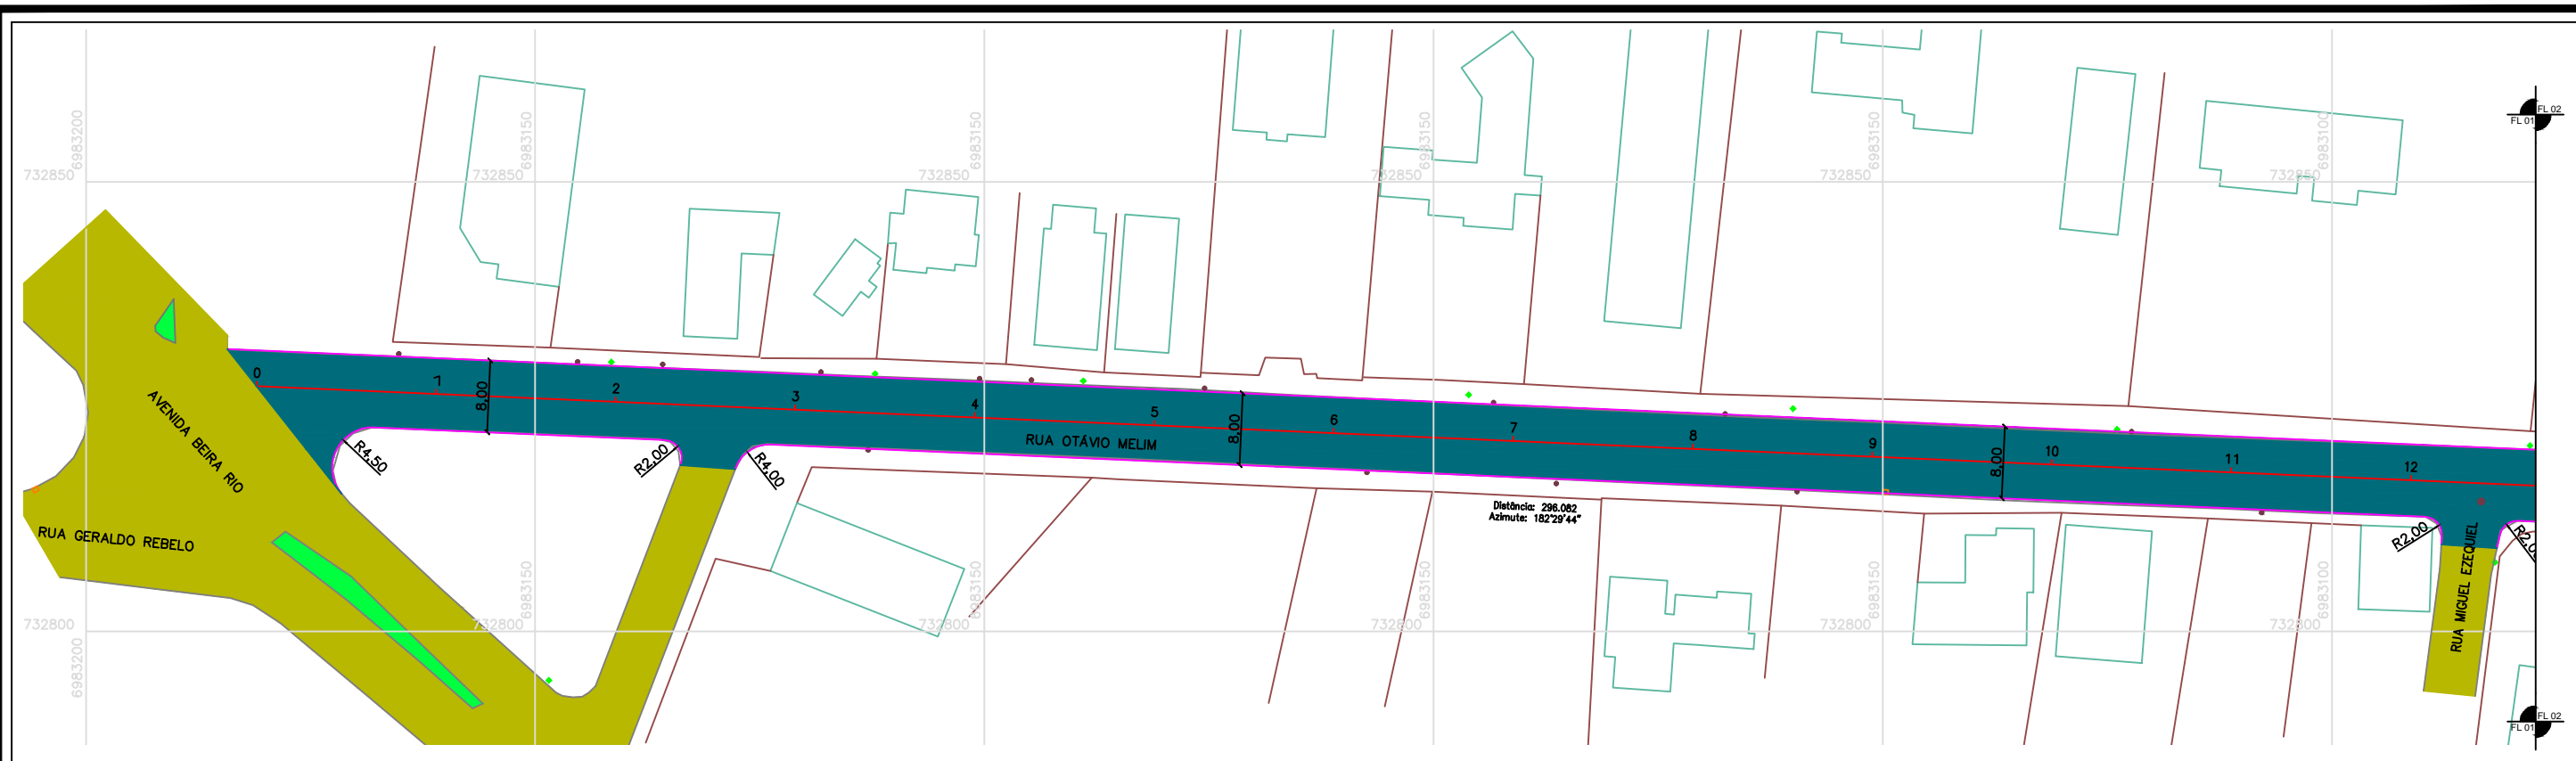 FL 02
FL 01
6983200
6983150
6983150
6983150
6983150
6983100
732850
732850
732850
732850
732850
732850
0
1
2
3
4
5
6
7
8
9
10
11
12
8,00
8,00
8,00
AVENIDA BEIRA RIO
R4,50
R2,00
R4,00
RUA OTÁVIO MELIM
Distância: 296.082
Azimute: 182°29'44"
R2,00
RUA GERALDO REBELO
RUA MIGUEL EZEQUIEL
732800
732800
732800
732800
732800
732800
6983200
6983150
6983150
6983150
6983150
6983100
FL 02
FL 01